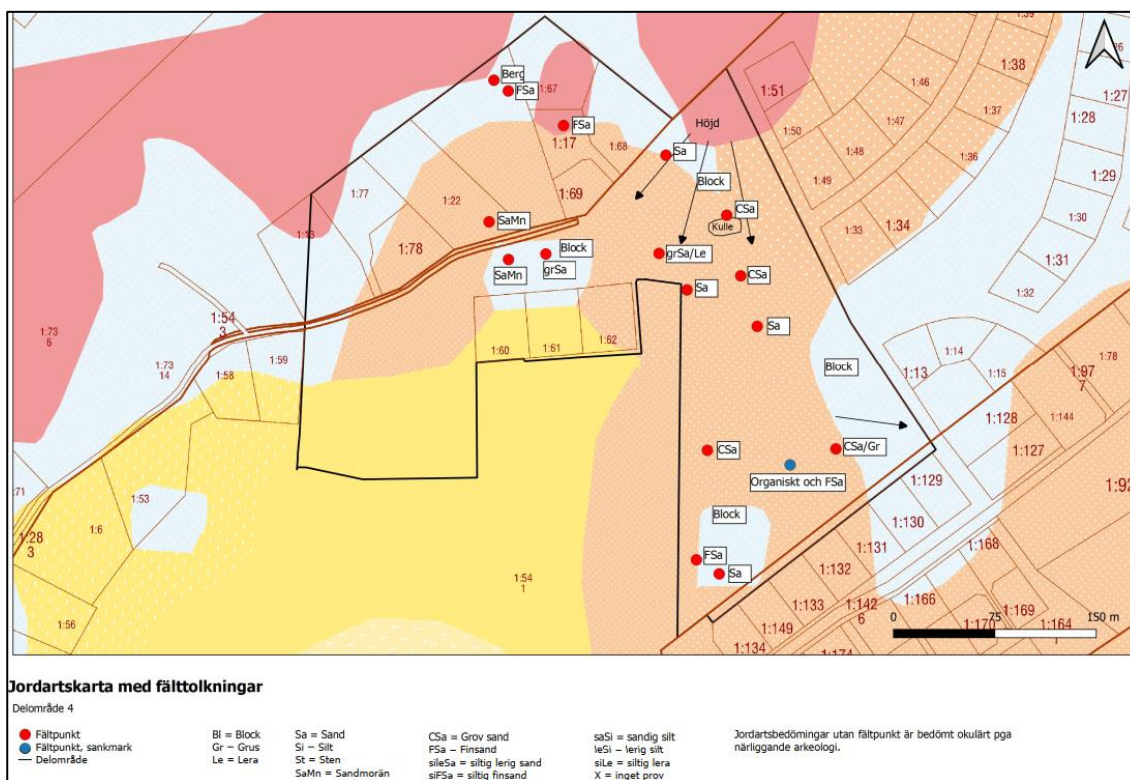 1:39
1:38
1:27
1:28
1:29
1:30
1:31
1:32
1:51
1:46
1:37
1:47
1:36
1:50
1:48
1:49
1:33
1:34
Berg
FSa
1:67
FSa
1:17
1:68
1:69
Höjd
Sa
Block
CSa
Kulle
1:77
1:22
1:13
1:78
SaMn
SaMn
Block
grSa
grSa/Le
Sa
CSa
Sa
1:60
1:61
1:62
1:54
3
1:59
1:58
1:73
6
1:73
14
Block
1:14
1:13
1:15
1:78
1:97
7
1:128
1:144
1:127
1:92
CSa
CSa/Gr
Organiskt och FSa
1:129
1:130
1:131
Block
FSa
Sa
1:132
1:133
1:142
6
1:149
1:134
1:174
1:168
1:166
1:169
1:170
1:164
1:71
1:53
1:6
1:28
3
1:56
1:54
1
0 75 150 m
Jordartskarta med fälttolkningar
Delområde 4
Fältpunkt
Fältpunkt, sankmark
Delområde
Bl = Block
Gr − Grus
Le = Lera
Sa = Sand
Si − Silt
St = Sten
SaMn = Sandmorän
CSa = Grov sand
FSa − Finsand
sileSa = siltig lerig sand
siFSa = siltig finsand
saSi = sandig silt
leSi − lerig silt
siLe = siltig lera
X = inget prov
Jordartsbedömingar utan fältpunkt är bedömt okulärt pga
närliggande arkeologi.